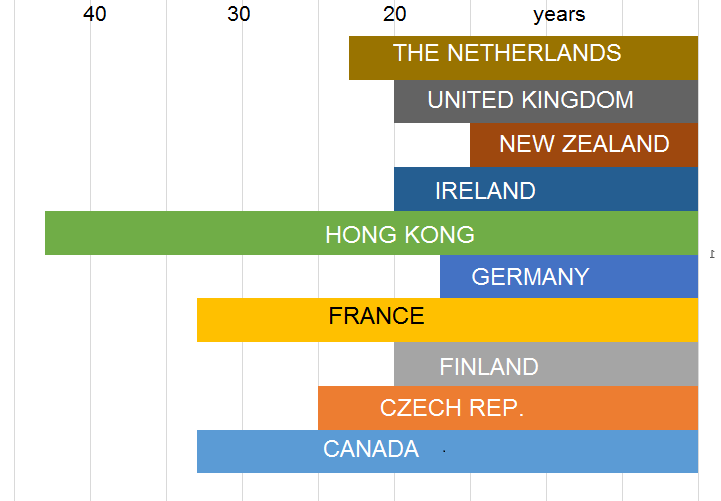 40 30 20 years
THE NETHERLANDS
UNITED KINGDOM
NEW ZEALAND
IRELAND
HONG KONG
1
GERMANY
FRANCE
FINLAND
CZECH REP.
CANADA .